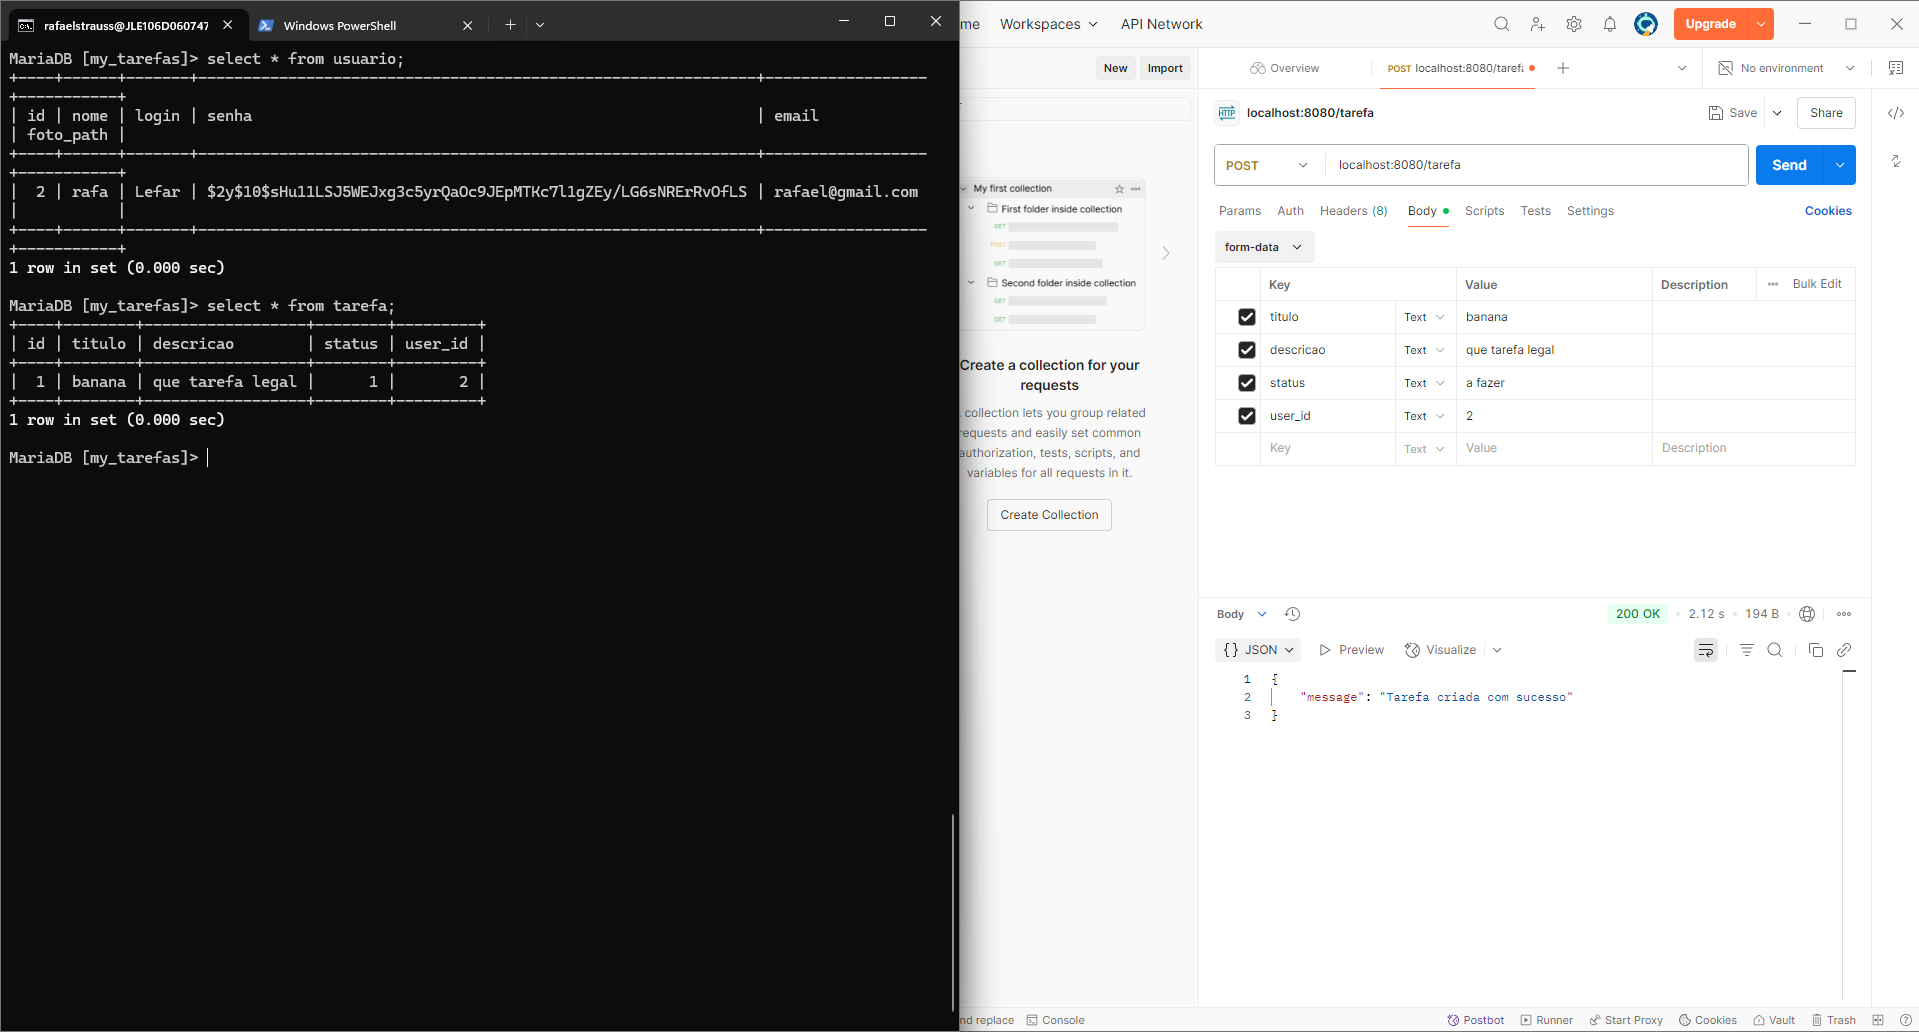 rafaelstrauss@JLE106D060747
Windows PowerShell
MariaDB [my_tarefas]> select * from usuario;
+----+------+-------+--------------------------------------------------------------+------------------
+-----------+
| id | nome | login | senha                                                        | email
| foto_path |
+----+------+-------+--------------------------------------------------------------+------------------
+-----------+
|  2 | rafa | Lefar | $2y$10$sHu11LSJ5WEJxg3c5yrQaOc9JEpMTKc7l1gZEy/LG6sNRErRvOfLS | rafael@gmail.com
|           |
+----+------+-------+--------------------------------------------------------------+------------------
+-----------+
1 row in set (0.000 sec)
MariaDB [my_tarefas]> select * from tarefa;
+----+--------+------------------+--------+---------+
| id | titulo | descricao        | status | user_id |
+----+--------+------------------+--------+---------+
|  1 | banana | que tarefa legal |      1 |       2 |
+----+--------+------------------+--------+---------+
1 row in set (0.000 sec)
MariaDB [my_tarefas]>
me Workspaces API Network Upgrade
New Import
Overview POST localhost:8080/tarefa No environment
HTTP localhost:8080/tarefa Save Share
POST localhost:8080/tarefa Send
Params Auth Headers (8) Body Scripts Tests Settings Cookies
form-data
Key Value Description Bulk Edit
titulo Text banana
descricao Text que tarefa legal
status Text a fazer
user_id Text 2
Key Text Value Description
My first collection
First folder inside collection
GET
POST
GET
Second folder inside collection
GET
GET
Create a collection for your
requests
collection lets you group related
equests and easily set common
authorization, tests, scripts, and
variables for all requests in it.
Create Collection
Body 200 OK 2.12 s 194 B
{} JSON Preview Visualize
1 {
2 "message": "Tarefa criada com sucesso"
3 }
nd replace Console Postbot Runner Start Proxy Cookies Vault Trash